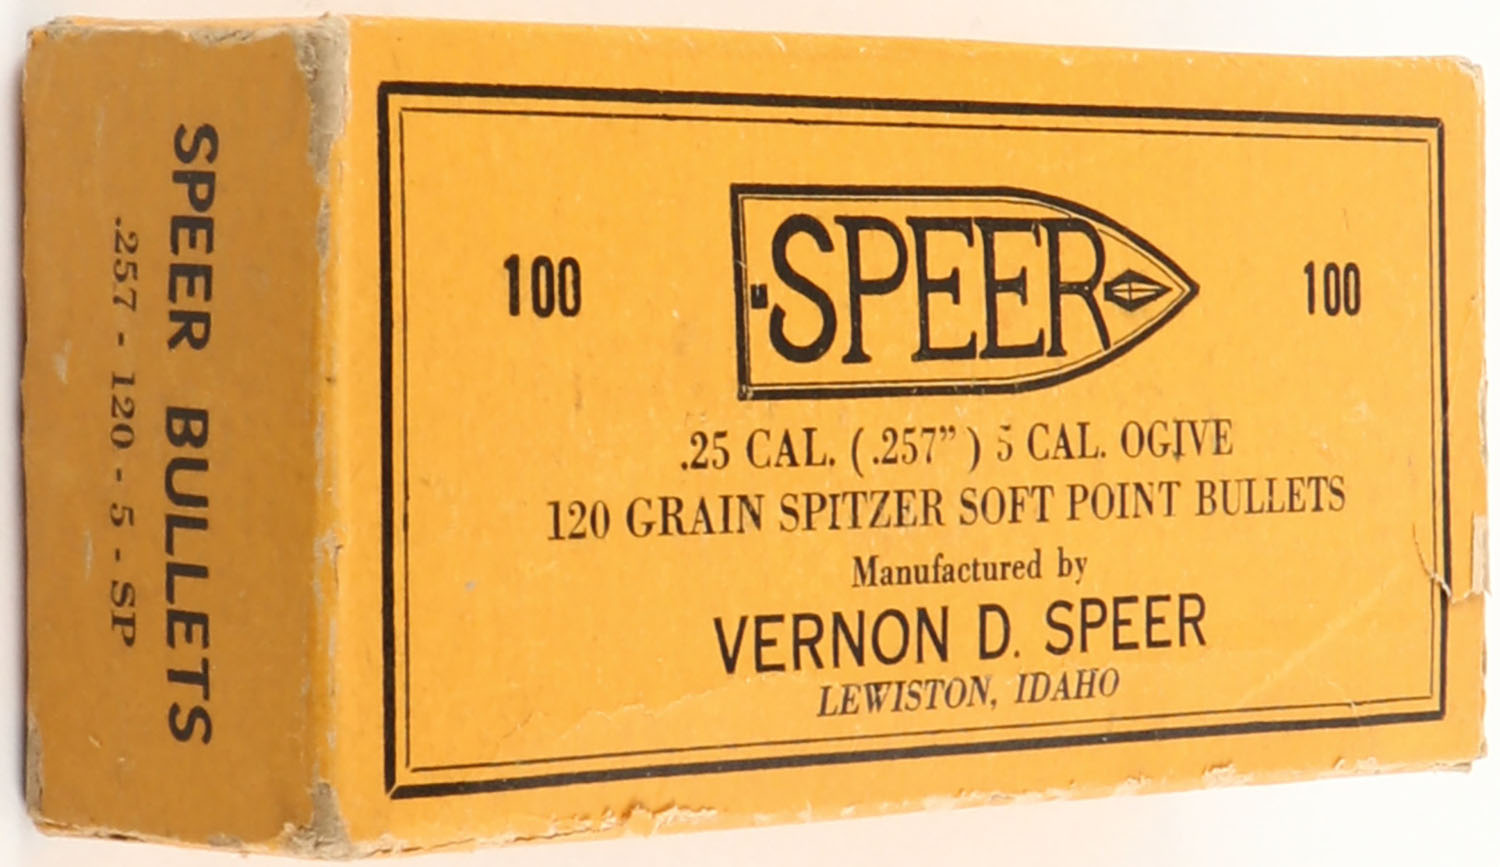 SPEER BULLETS
.257 - 120 - 5 - SP
100
SPEER
100
.25 CAL. (.257”) 5 CAL. OGIVE
120 GRAIN SPITZER SOFT POINT BULLETS
Manufactured by
VERNON D. SPEER
LEWISTON, IDAHO